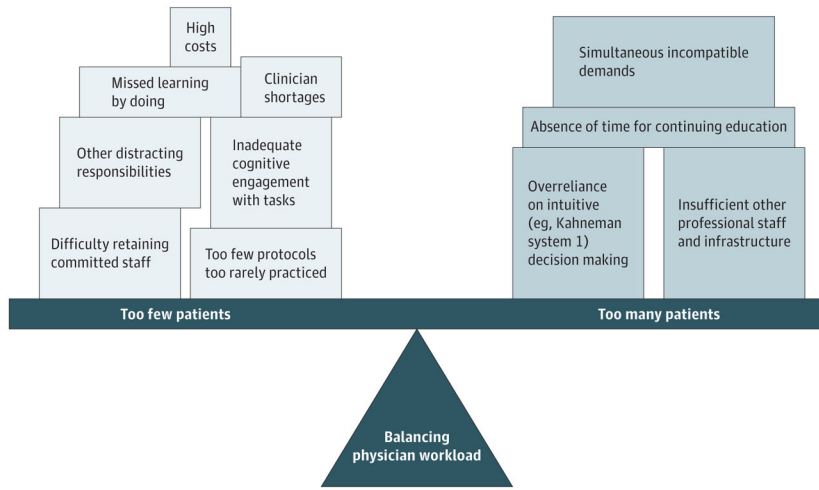 High
costs
Missed learning
by doing
Clinician
shortages
Other distracting
responsibilities
Inadequate
cognitive
engagement
with tasks
Difficulty retaining
committed staff
Too few protocols
too rarely practiced
Simultaneous incompatible
demands
Absence of time for continuing education
Overreliance
on intuitive
(eg, Kahneman
system 1)
decision making
Insufficient other
professional staff
and infrastructure
Too few patients
Too many patients
Balancing
physician workload